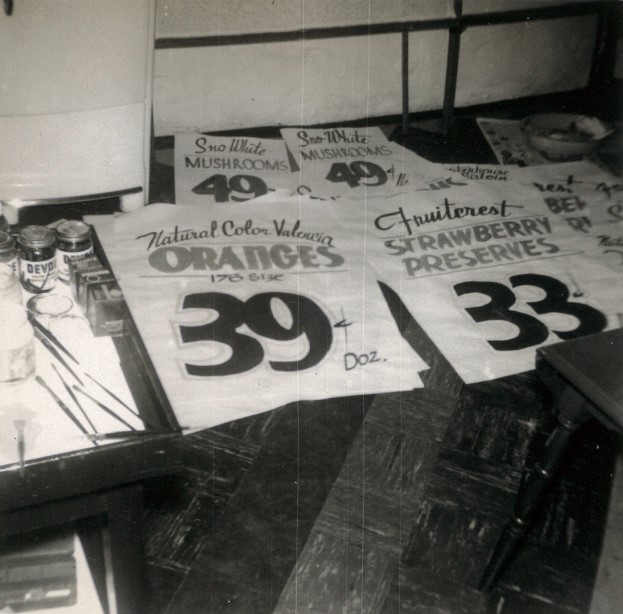 Sno White
MUSHROOMS
49
Sno White
MUSHROOMS
49¢
Natural Color Valencia
ORANGES
176 SIZE
39¢
Doz.
Fruitcrest
STRAWBERRY
PRESERVES
33¢